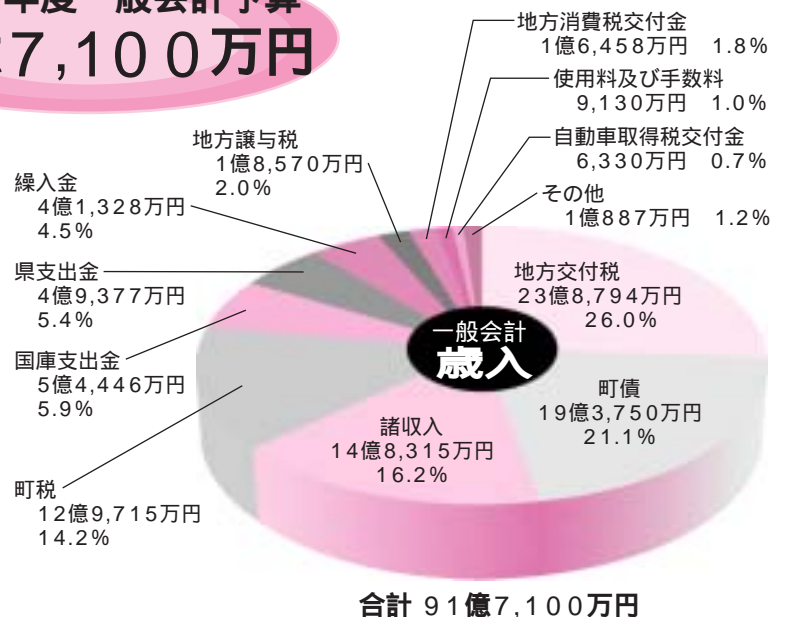 年度一般会計予算
7,100万円
地方消費税交付金
1億6,458万円 1.8%
使用料及び手数料
9,130万円 1.0%
自動車取得税交付金
6,330万円 0.7%
その他
1億887万円 1.2%
地方譲与税
1億8,570万円
2.0%
繰入金
4億1,328万円
4.5%
県支出金
4億9,377万円
5.4%
国庫支出金
5億4,446万円
5.9%
町税
12億9,715万円
14.2%
地方交付税
23億8,794万円
26.0%
一般会計
歳入
町債
19億3,750万円
21.1%
諸収入
14億8,315万円
16.2%
合計 91億7,100万円